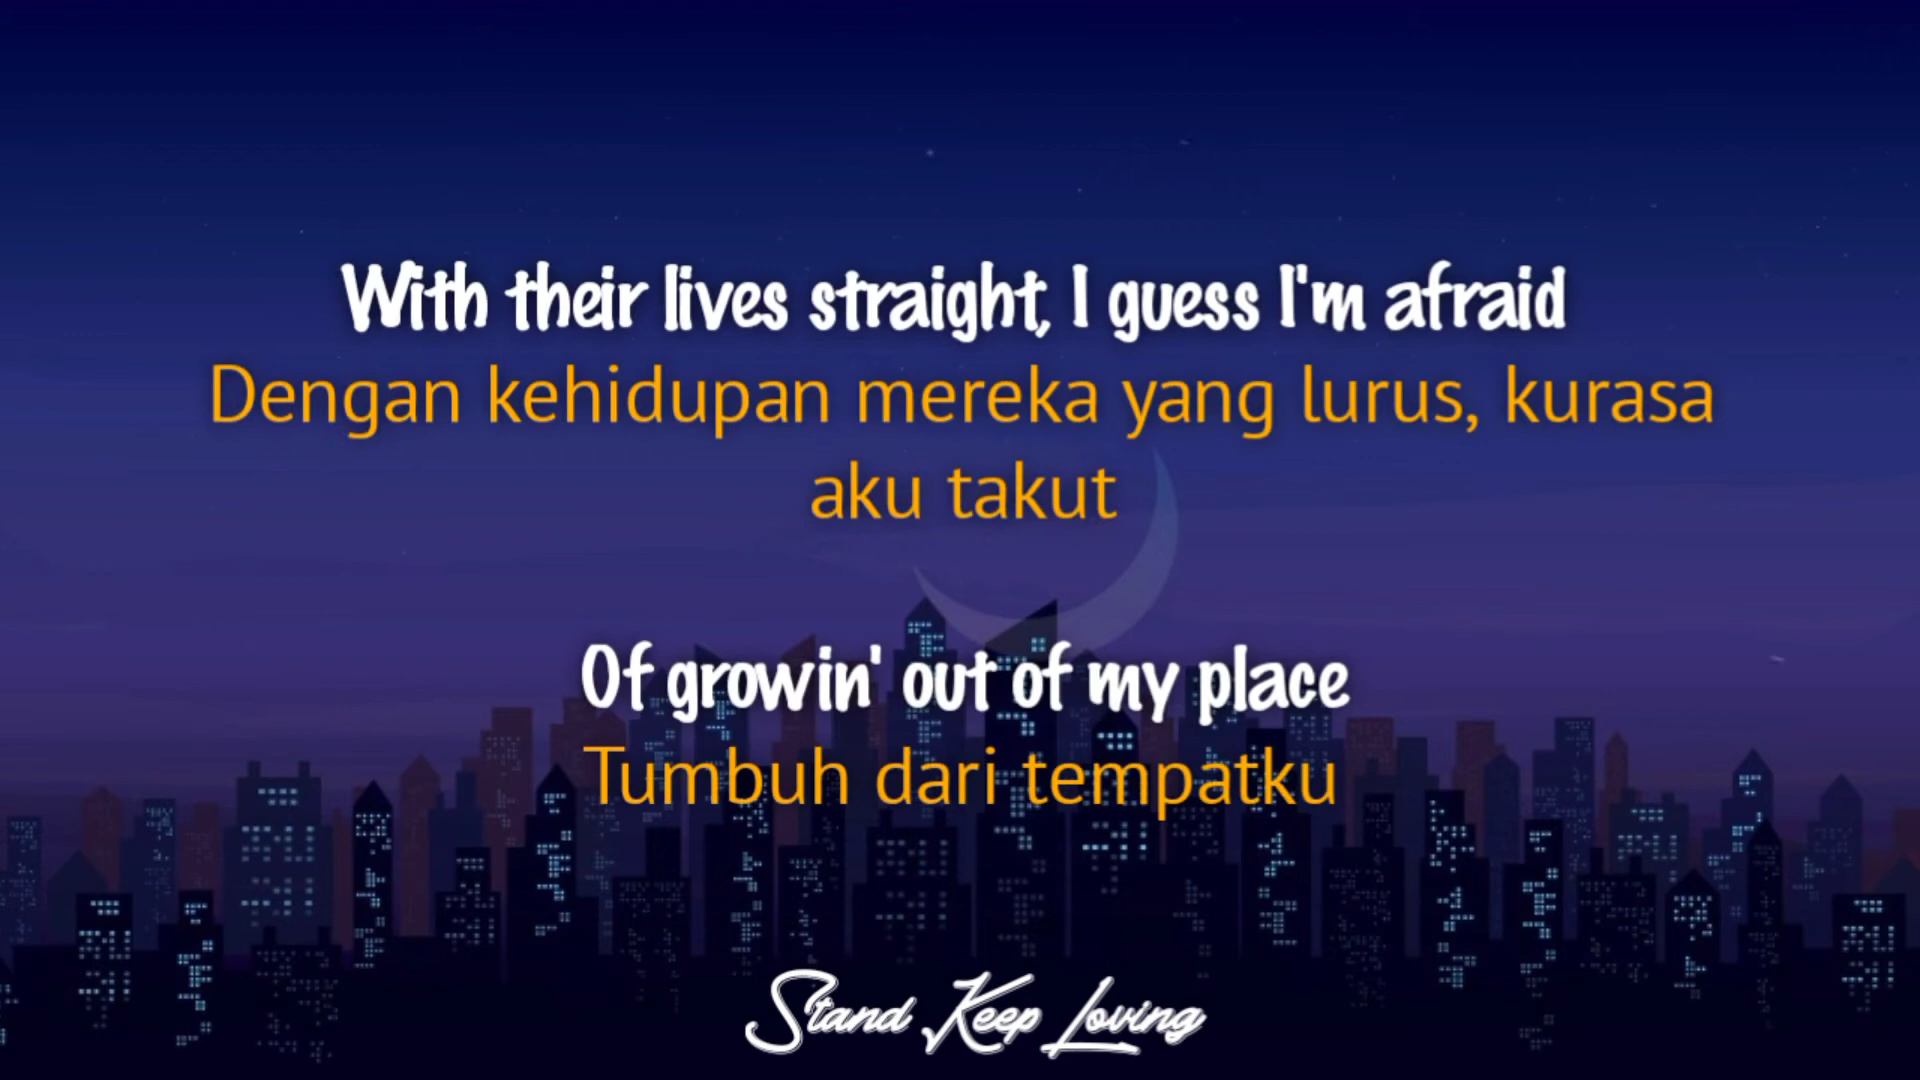 With their lives straight, I guess I'm afraid
Dengan kehidupan mereka yang lurus, kurasa
aku takut
Of growin' out of my place
Tumbuh dari tempatku
Stand Keep Loving